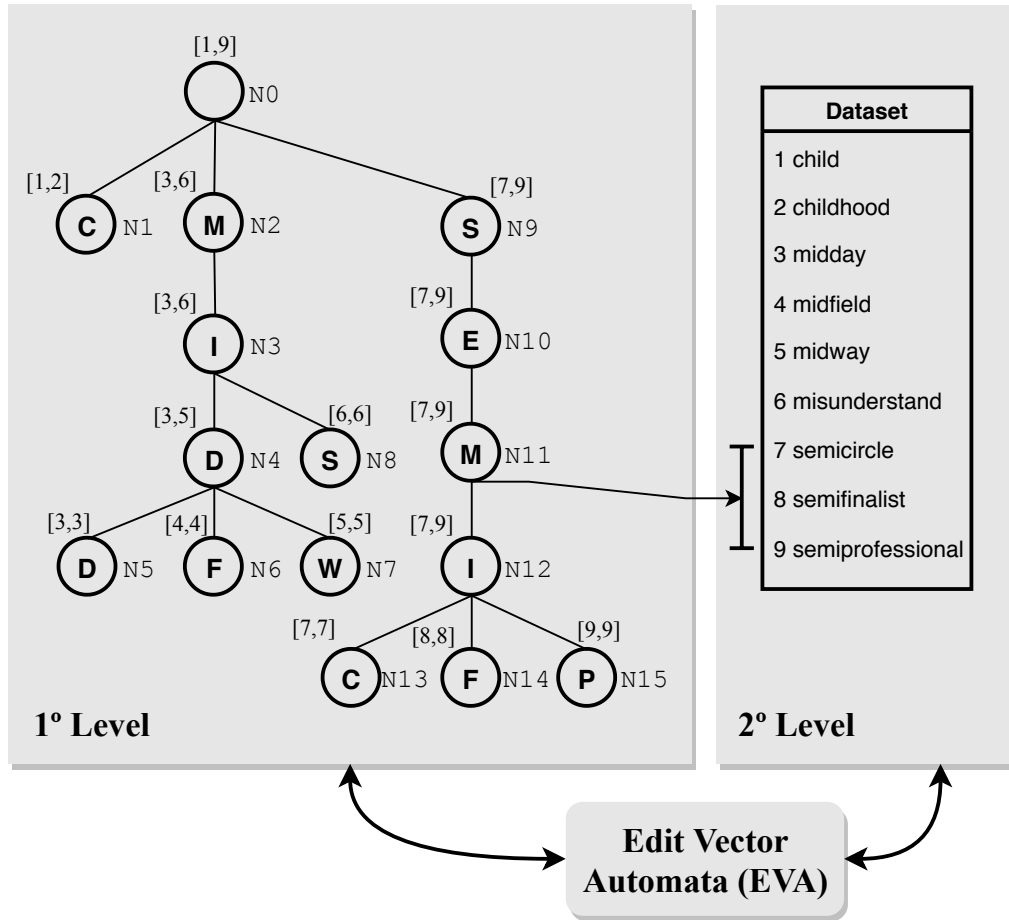 [1,9]
N0
[1,2]
C N1
[3,6]
M N2
[7,9]
S N9
[3,6]
I N3
[7,9]
E N10
[3,5]
D N4
[6,6]
S N8
[7,9]
M N11
[3,3]
D N5
[4,4]
F N6
[5,5]
W N7
[7,9]
I N12
[7,7]
C N13
[8,8]
F N14
[9,9]
P N15
1º Level
Dataset
1 child
2 childhood
3 midday
4 midfield
5 midway
6 misunderstand
7 semicircle
8 semifinalist
9 semiprofessional
2º Level
Edit Vector
Automata (EVA)